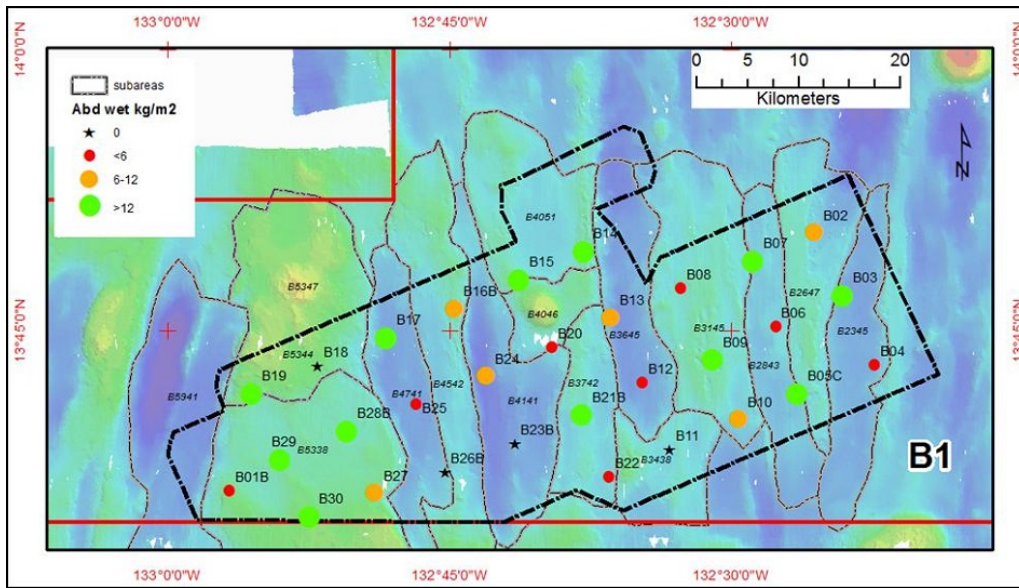 133°0'0"W 132°45'0"W 132°30'0"W
14°0'0"N
14°0'0"N
subareas
Abd wet kg/m2
0
<6
6-12
>12
0 5 10 20
Kilometers
N
B02
B4051
B14
B07
B15
B08
B03
B5347
B2647
B16B
B13
B4046
B06
B2345
13°45'0"N
13°45'0"N
B17
B3645
B3145
B20
B5344
B18
B09
B04
B24
B2843
B12
B05C
B19
B5941
B4741
B4542
B4141
B3742
B25
B21B
B28B
B10
B23B
B11
B29
B5338
B26B
B3438
B1
B01B
B27
B22
B30
133°0'0"W 132°45'0"W 132°30'0"W